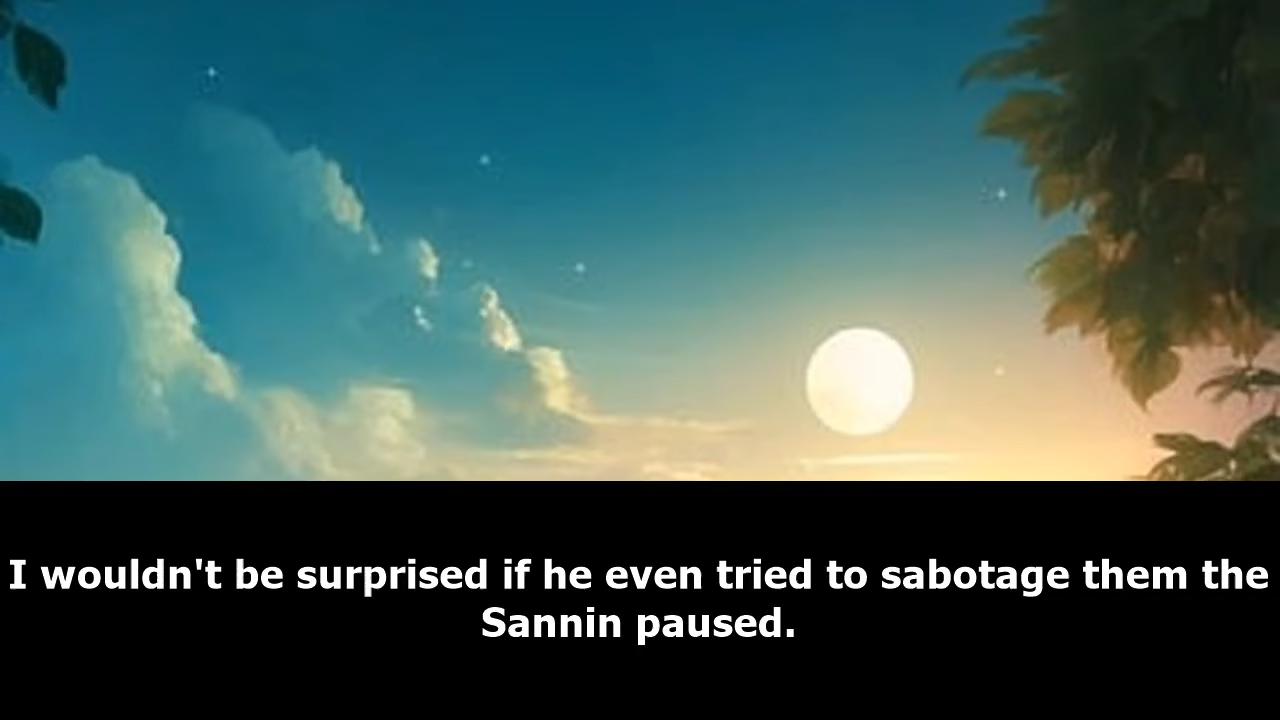 I wouldn't be surprised if he even tried to sabotage them the
Sannin paused.